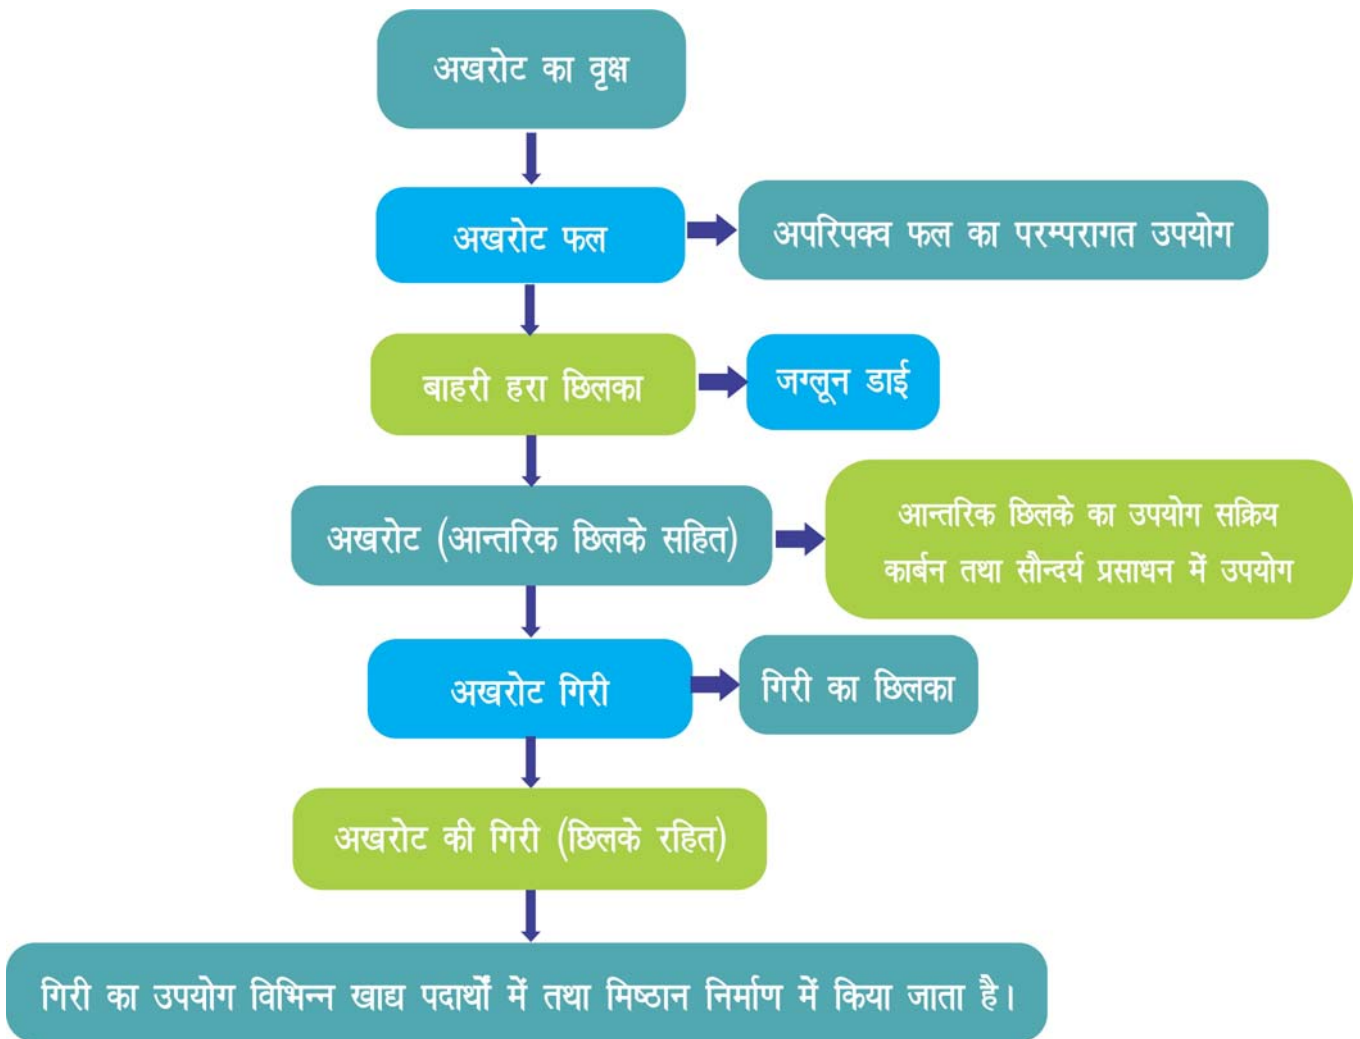 अखरोट का वृक्ष
अखरोट फल
अपरिपक्व फल का परम्परागत उपयोग
बाहरी हरा छिलका
जग्लून डाई
अखरोट (आन्तरिक छिलके सहित)
आन्तरिक छिलके का उपयोग सक्रिय
कार्बन तथा सौन्दर्य प्रसाधन में उपयोग
अखरोट गिरी
गिरी का छिलका
अखरोट की गिरी (छिलके रहित)
गिरी का उपयोग विभिन्न खाद्य पदार्थों में तथा मिष्ठान निर्माण में किया जाता है।